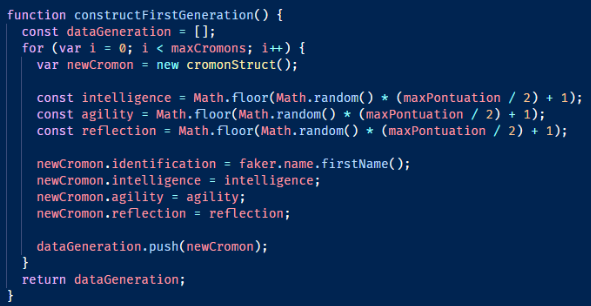 function constructFirstGeneration() {
  const dataGeneration = [];
  for (var i = 0; i < maxCromons; i++) {
    var newCromon = new cromonStruct();

    const intelligence = Math.floor(Math.random() * (maxPontuation / 2) + 1);
    const agility = Math.floor(Math.random() * (maxPontuation / 2) + 1);
    const reflection = Math.floor(Math.random() * (maxPontuation / 2) + 1);

    newCromon.identification = faker.name.firstName();
    newCromon.intelligence = intelligence;
    newCromon.agility = agility;
    newCromon.reflection = reflection;

    dataGeneration.push(newCromon);
  }
  return dataGeneration;
}